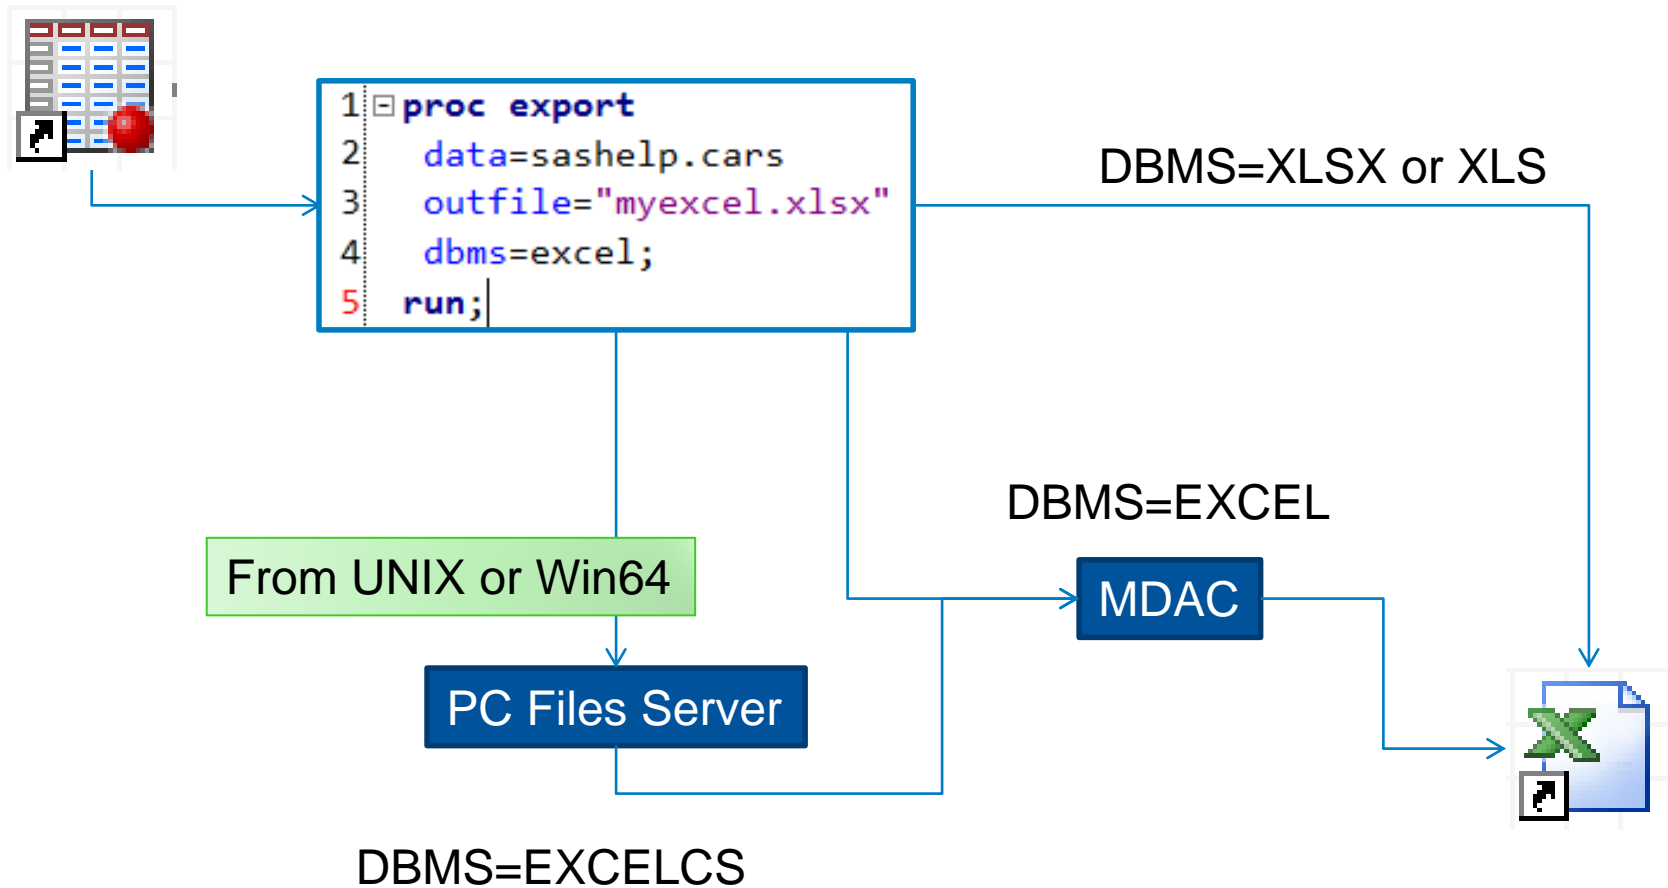 1 proc export
2 data=sashelp.cars
3 outfile="myexcel.xlsx"
4 dbms=excel;
5 run;
DBMS=XLSX or XLS
DBMS=EXCEL
From UNIX or Win64
MDAC
PC Files Server
DBMS=EXCELCS